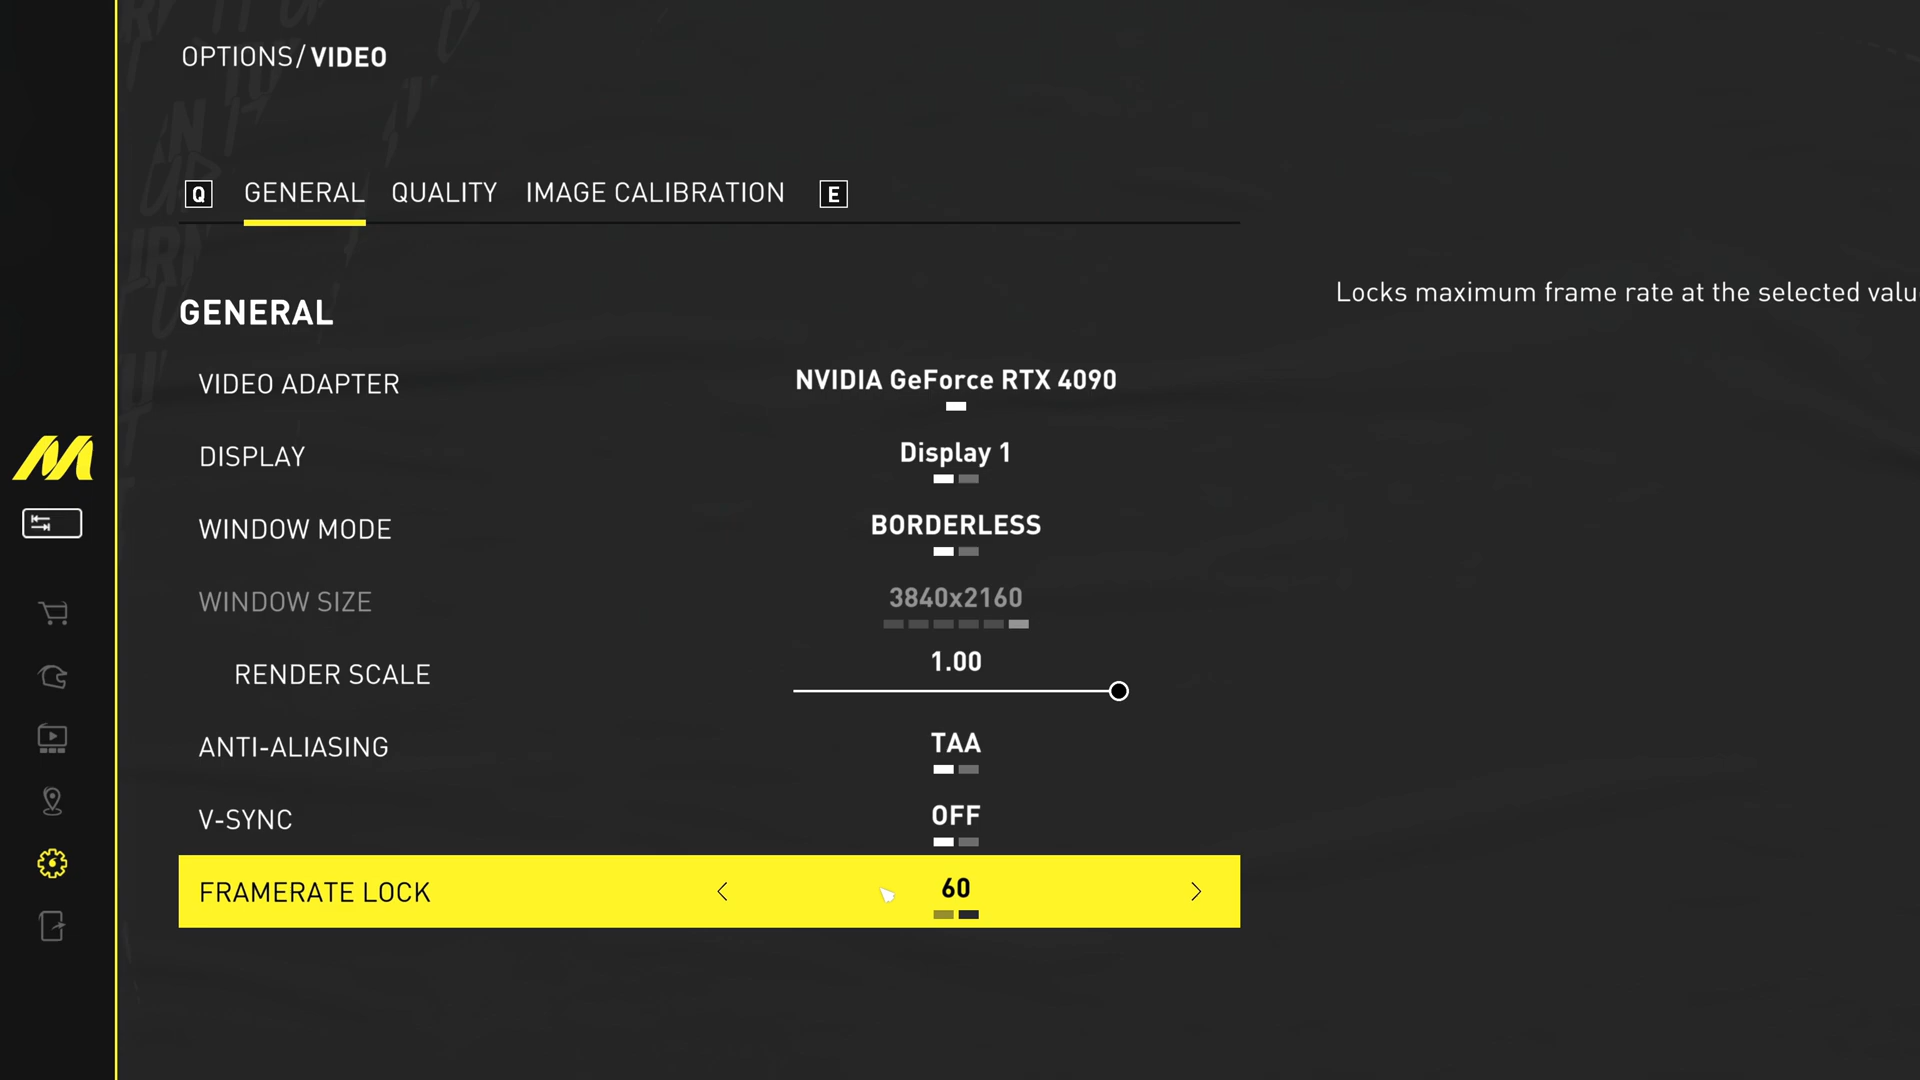 OPTIONS/VIDEO
Q GENERAL QUALITY IMAGE CALIBRATION E
GENERAL
Locks maximum frame rate at the selected valu
VIDEO ADAPTER NVIDIA GeForce RTX 4090
DISPLAY Display 1
WINDOW MODE BORDERLESS
WINDOW SIZE 3840x2160
RENDER SCALE 1.00
ANTI-ALIASING TAA
V-SYNC OFF
FRAMERATE LOCK 60